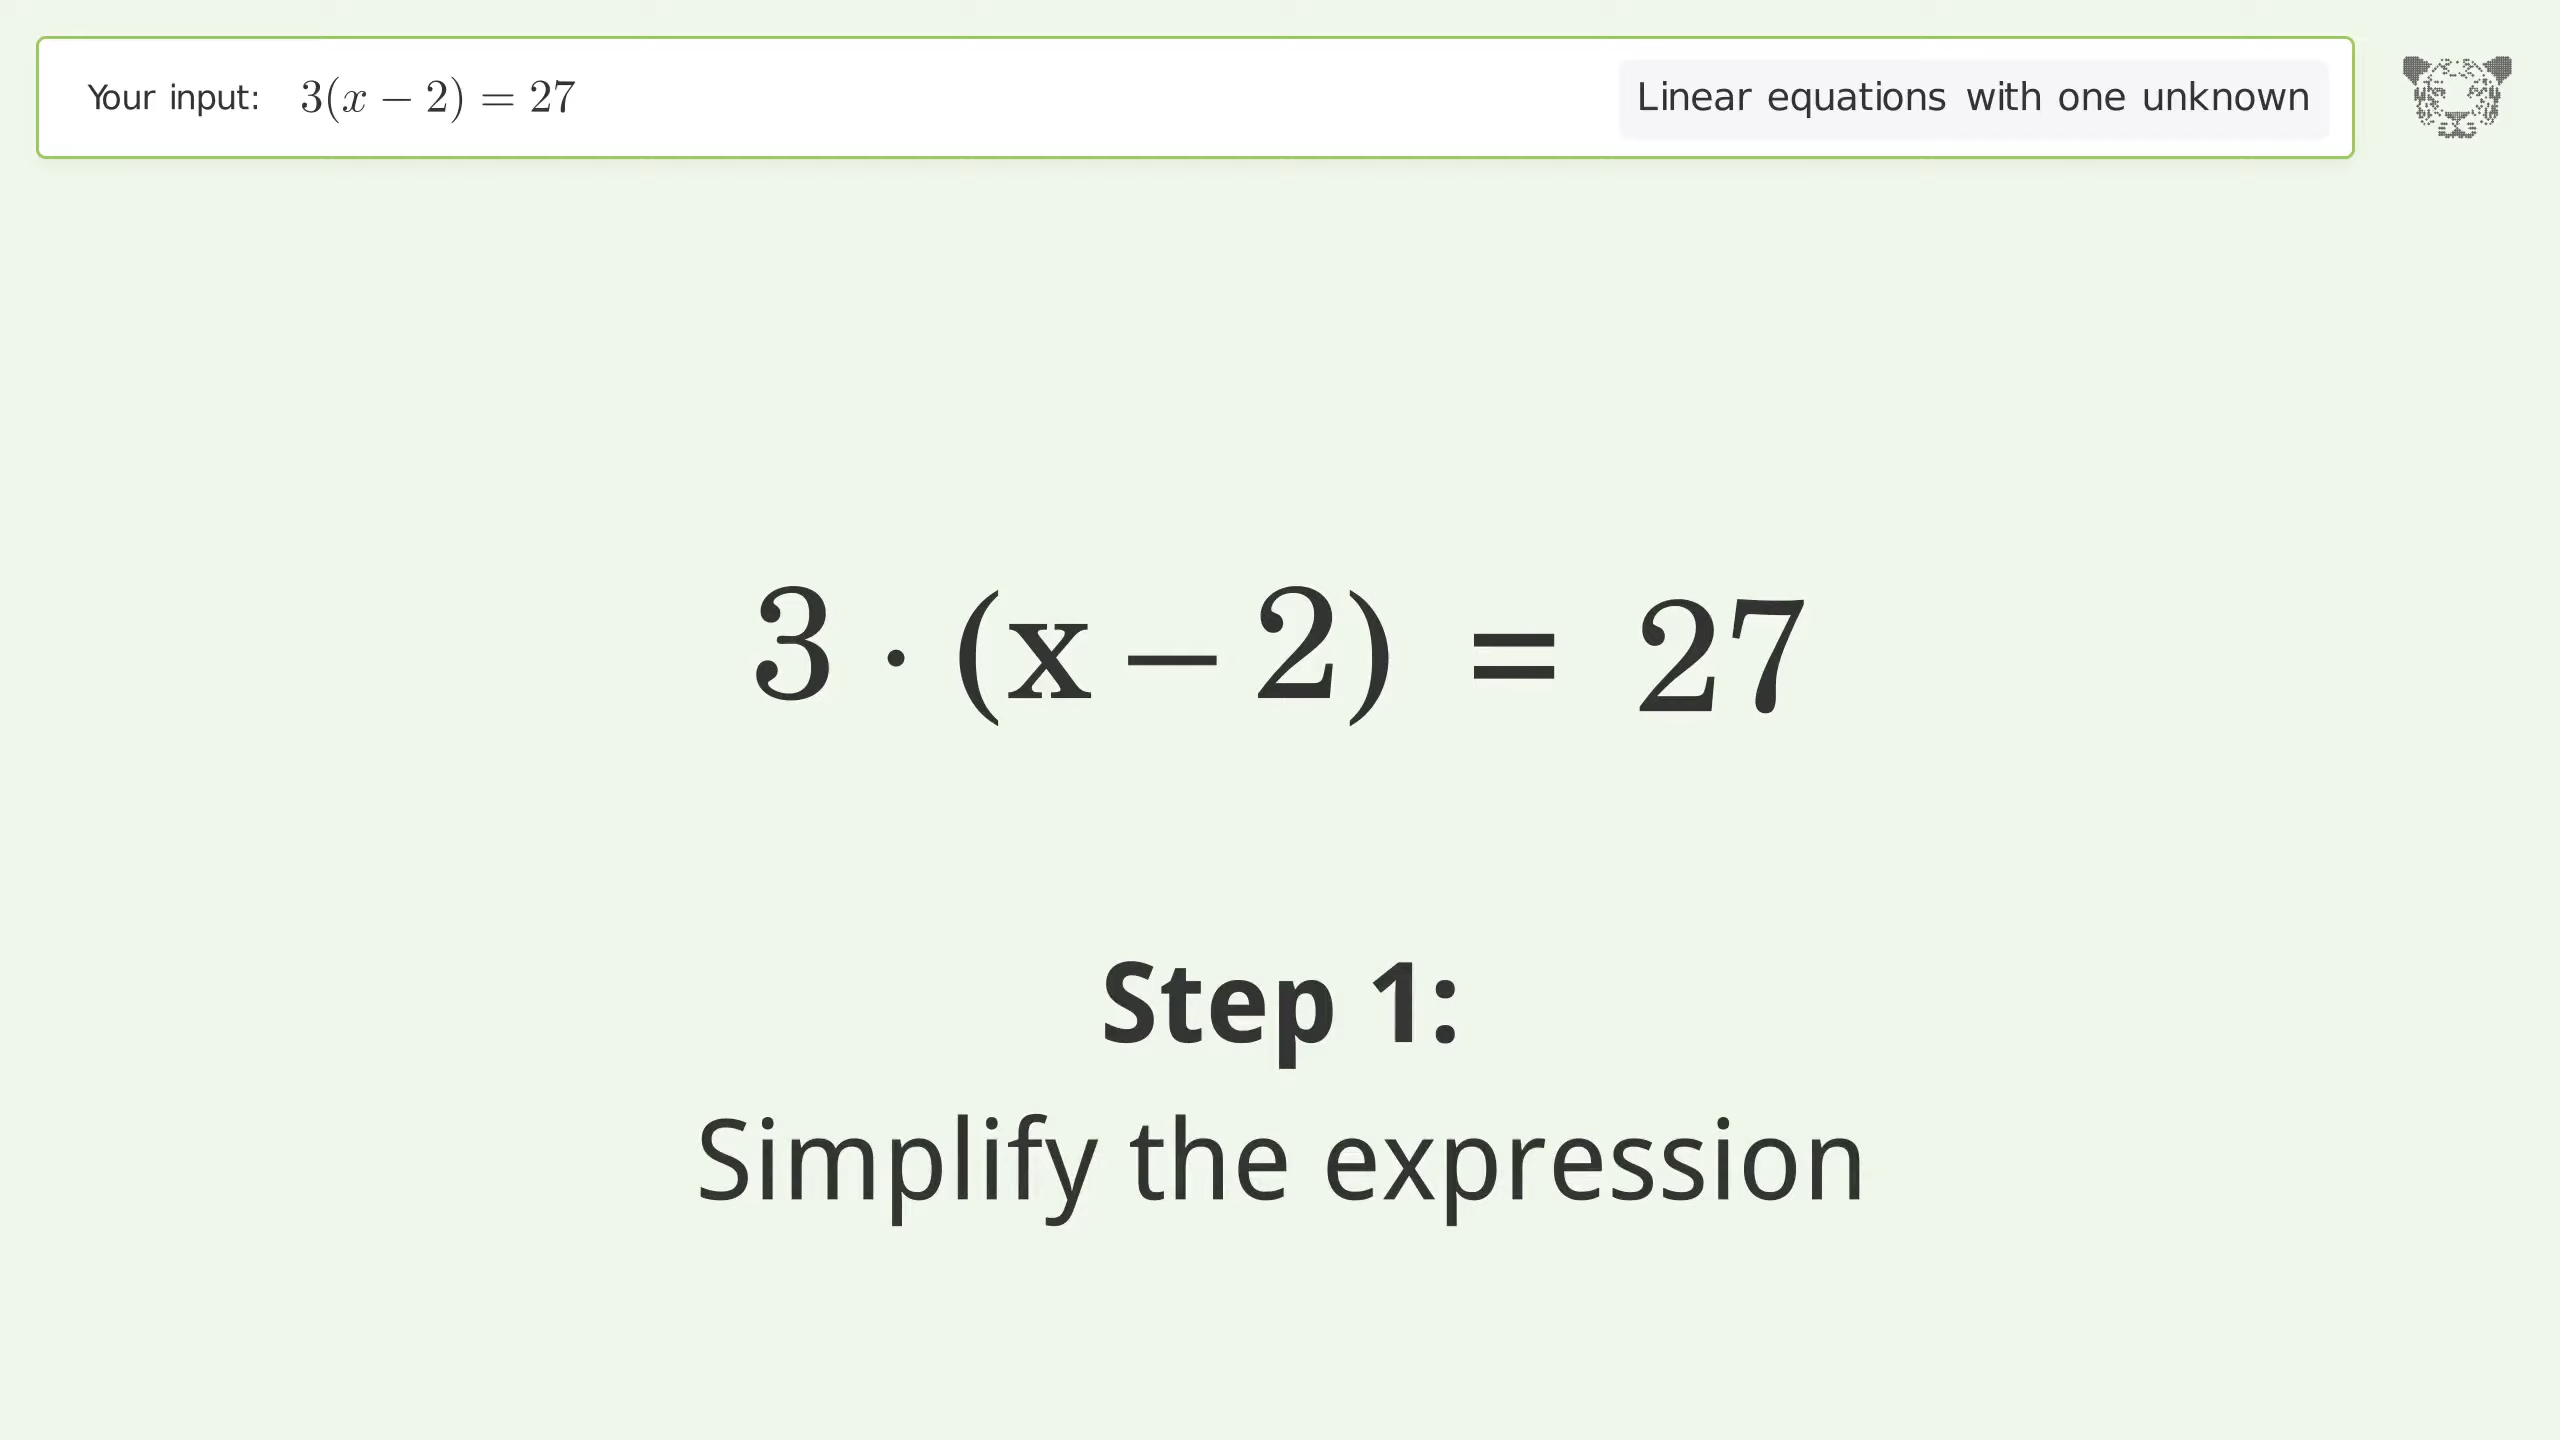 Your input: 3(x − 2) = 27
Linear equations with one unknown
3 · (x − 2) = 27
Step 1:
Simplify the expression